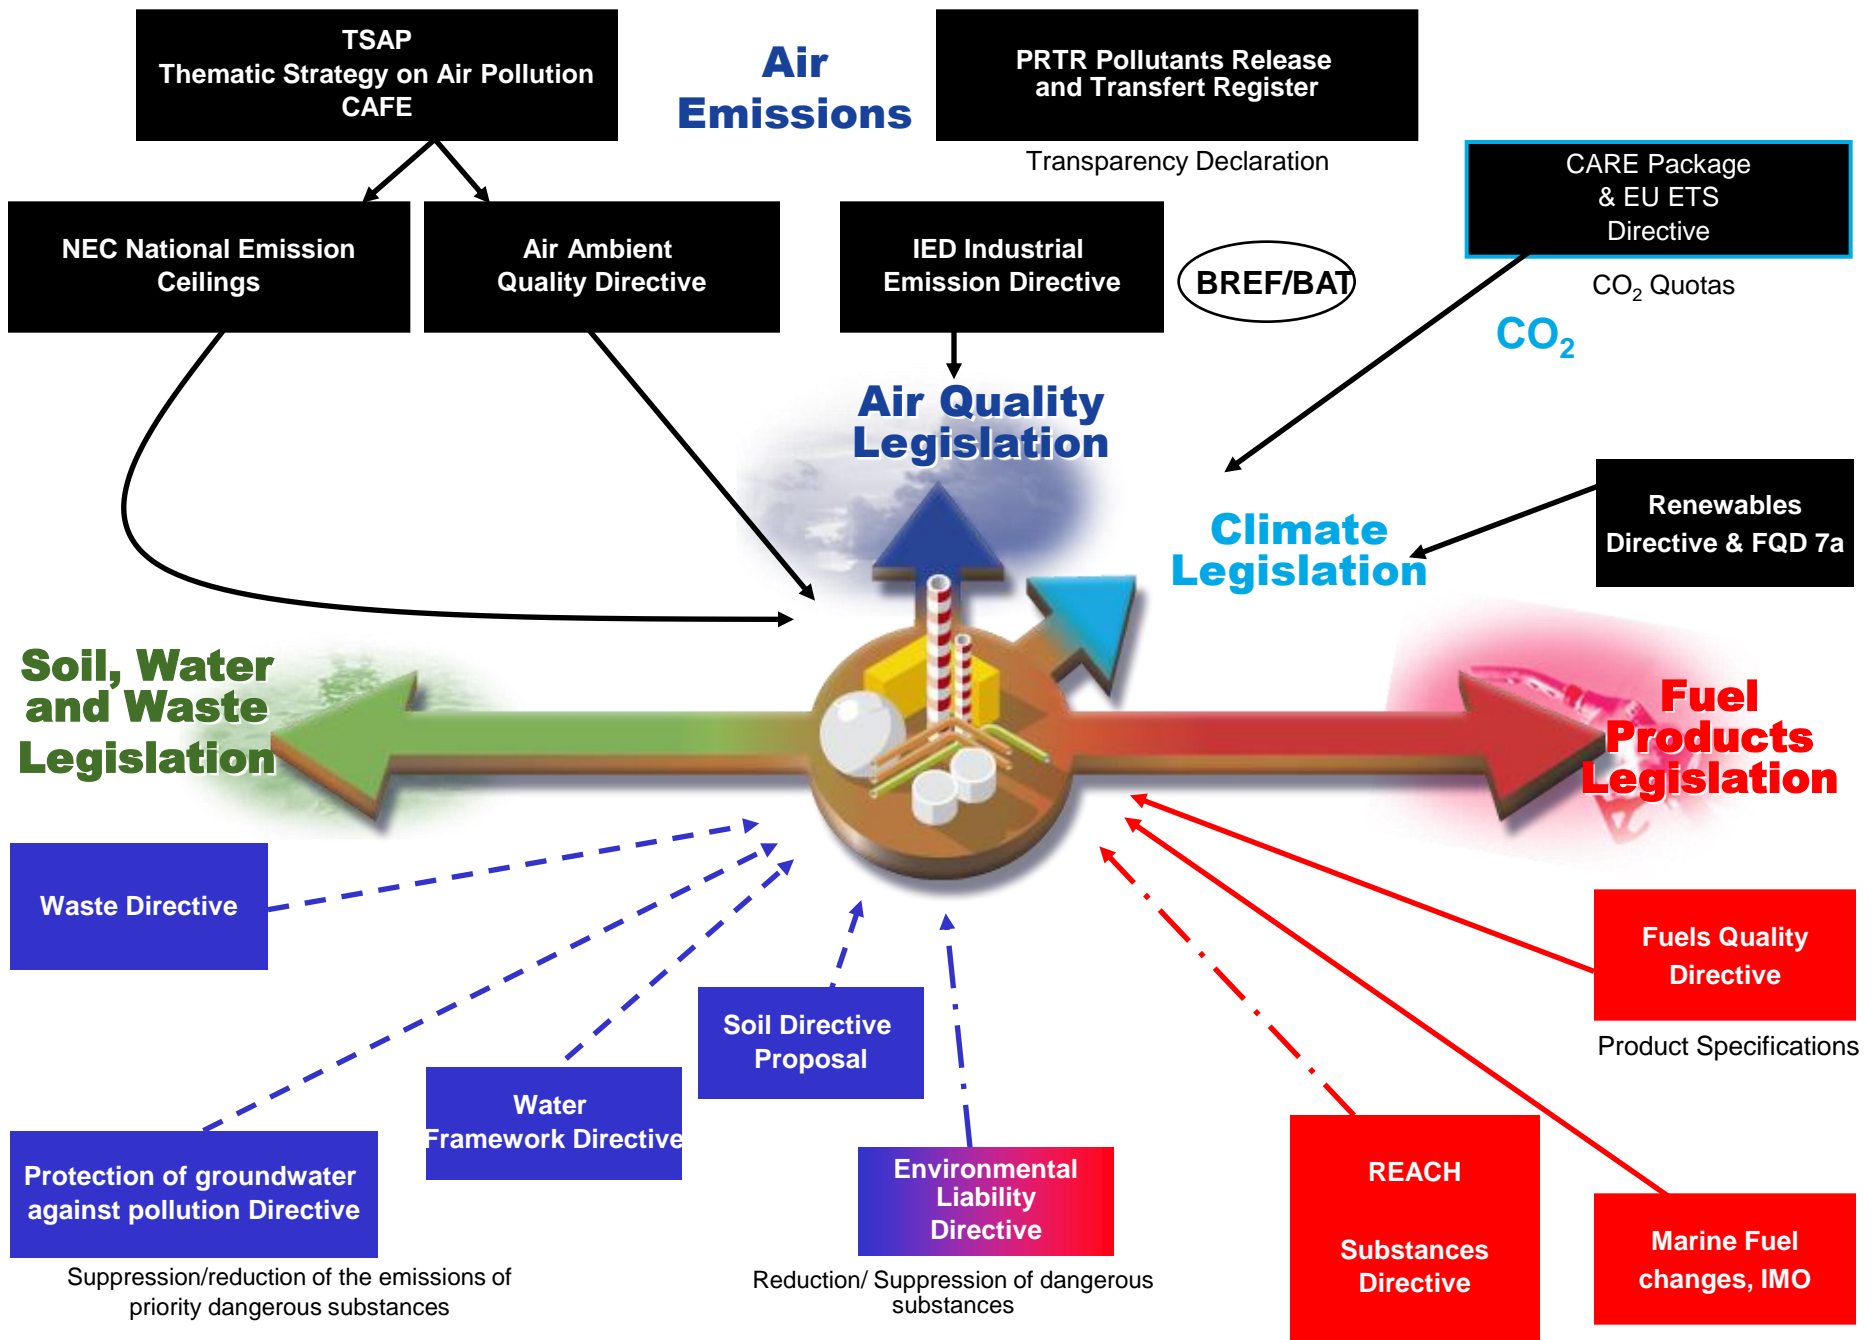 TSAP
Thematic Strategy on Air Pollution
CAFE
Air
Emissions
PRTR Pollutants Release
and Transfert Register
Transparency Declaration
CARE Package
& EU ETS
Directive
CO₂ Quotas
CO₂
NEC National Emission
Ceilings
Air Ambient
Quality Directive
IED Industrial
Emission Directive
BREF/BAT
Air Quality
Legislation
Climate
Legislation
Renewables
Directive & FQD 7a
Soil, Water
and Waste
Legislation
Fuel
Products
Legislation
Waste Directive
Fuels Quality
Directive
Product Specifications
Soil Directive
Proposal
Water
Framework Directive
Protection of groundwater
against pollution Directive
Suppression/reduction of the emissions of
priority dangerous substances
Environmental
Liability
Directive
Reduction/ Suppression of dangerous
substances
REACH
Substances
Directive
Marine Fuel
changes, IMO